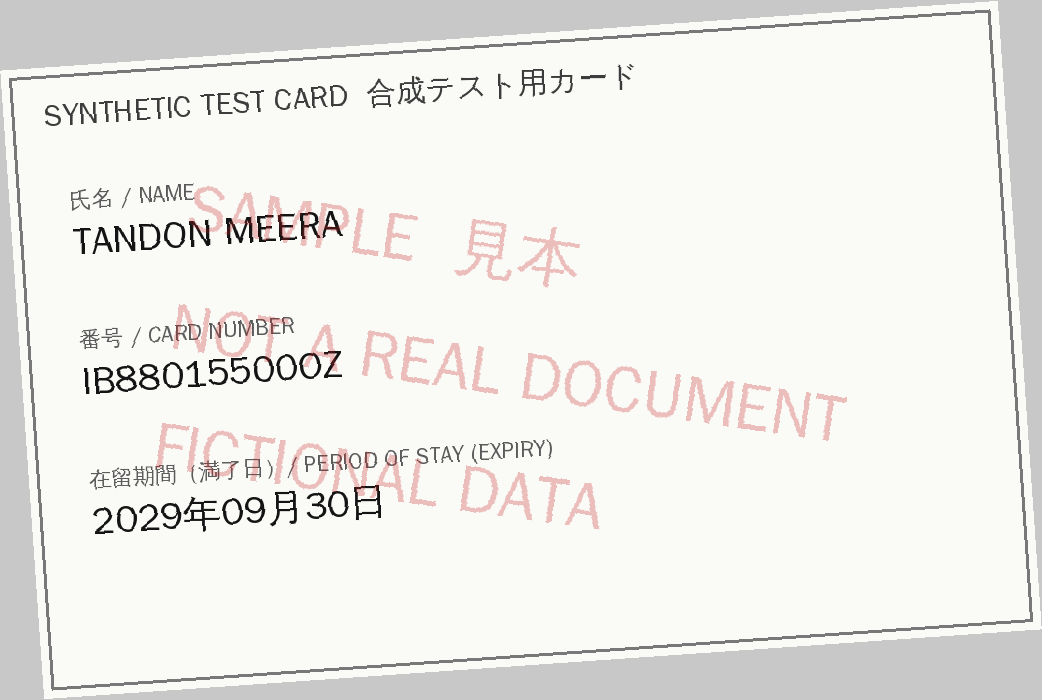 SYNTHETIC TEST CARD 合成テスト用カード
氏名 / NAME
TANDON MEERA
SAMPLE 見本
番号 / CARD NUMBER
IB88015500OZ
NOT A REAL DOCUMENT
在留期間（満了日）/ PERIOD OF STAY (EXPIRY)
2029年09月30日
FICTIONAL DATA